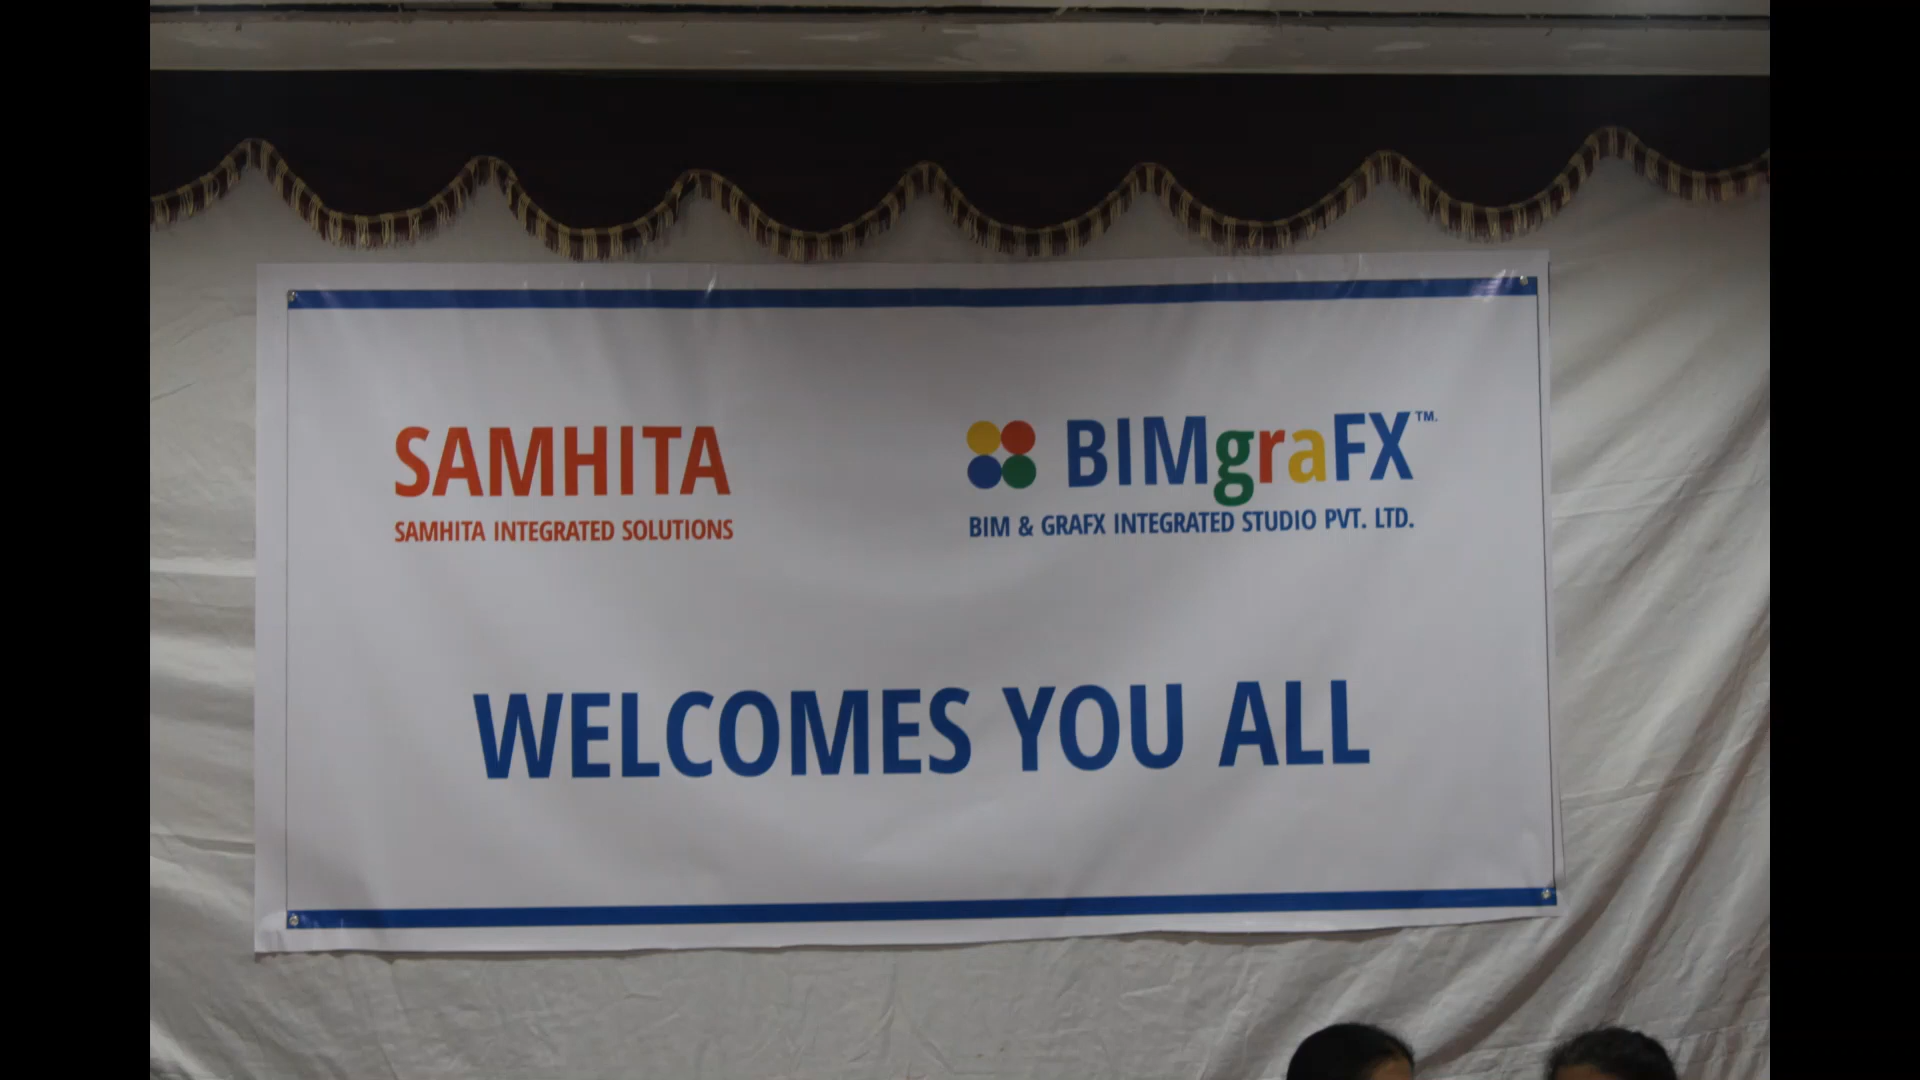 SAMHITA
SAMHITA INTEGRATED SOLUTIONS
BIMgraFX™.
BIM & GRAFX INTEGRATED STUDIO PVT. LTD.
WELCOMES YOU ALL